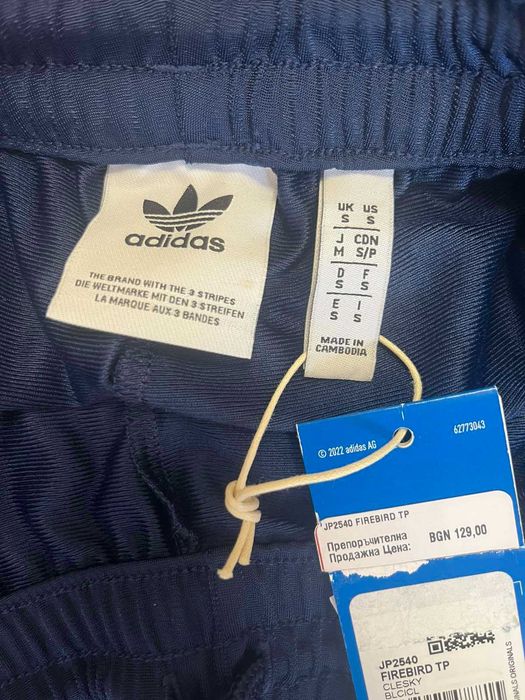 adidas
THE BRAND WITH THE 3 STRIPES
DIE WELTMARKE MIT DEN 3 STREIFEN
LA MARQUE AUX 3 BANDES
UK US
S S
J CDN
M S/P
D F
S S
E I
S S
MADE IN
CAMBODIA
© 2022 adidas AG
62773043
JP2540 FIREBIRD TP
Препоръчителна
Продажна Цена:
BGN 129,00
JP2540
FIREBIRD TP
CLESKY
BLCICL
ORIGINALS